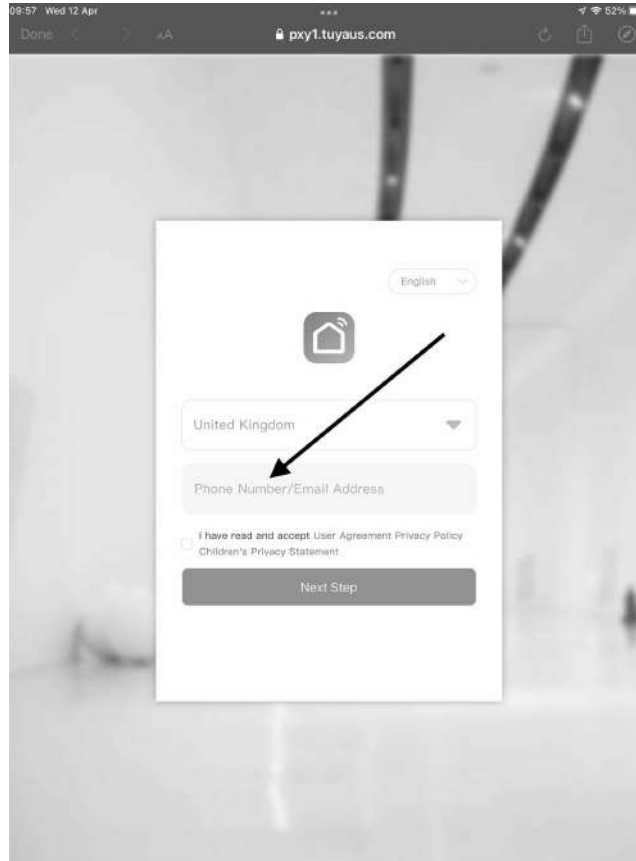 09:57 Wed 12 Apr
52%
Done
AA
pxy1.tuyaus.com
English
United Kingdom
Phone Number/Email Address
I have read and accept User Agreement Privacy Policy
Children's Privacy Statement
Next Step